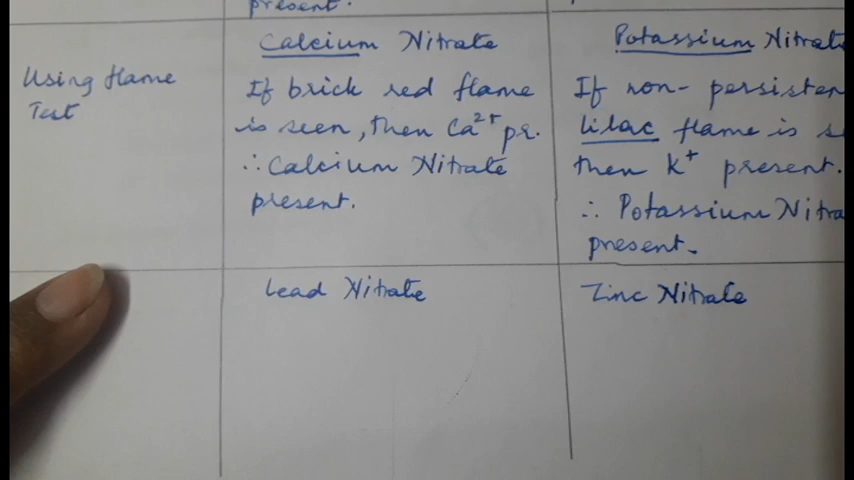 present.
Using flame
Test
Calcium Nitrate
If brick red flame
is seen, then Ca²⁺ pr.
∴ Calcium Nitrate
present.
Potassium Nitrate
If non-persisten
lilac flame is s
then K⁺ present.
∴ Potassium Nitra
present.
Lead Nitrate
Zinc Nitrate